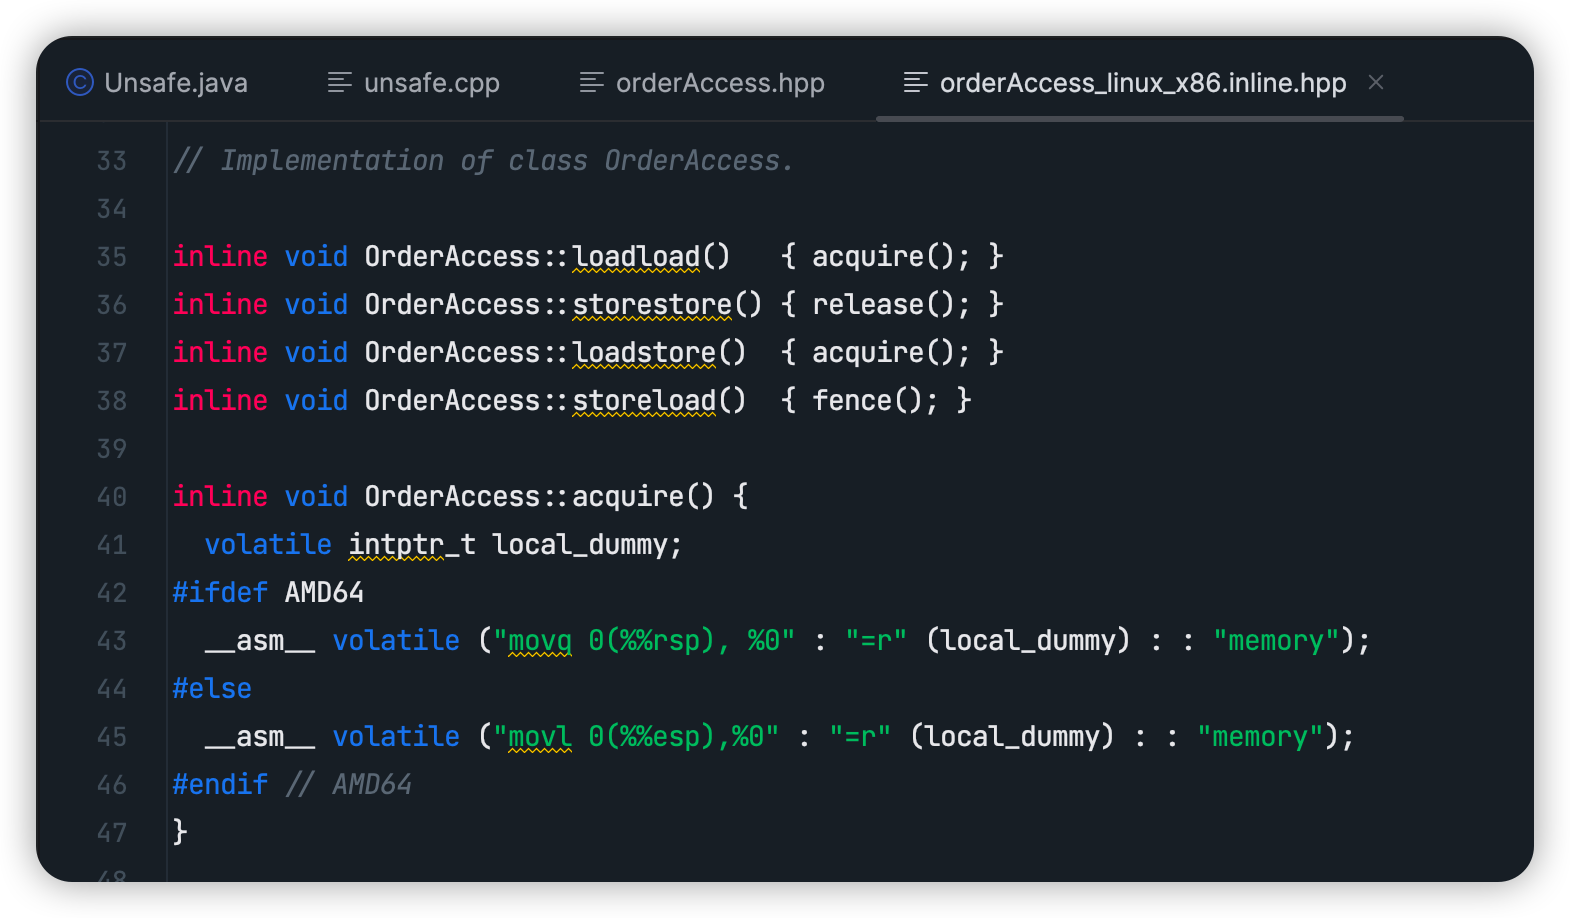 Unsafe.java unsafe.cpp orderAccess.hpp orderAccess_linux_x86.inline.hpp
33 // Implementation of class OrderAccess.
34
35 inline void OrderAccess::loadload()   { acquire(); }
36 inline void OrderAccess::storestore() { release(); }
37 inline void OrderAccess::loadstore()  { acquire(); }
38 inline void OrderAccess::storeload()  { fence(); }
39
40 inline void OrderAccess::acquire() {
41   volatile intptr_t local_dummy;
42 #ifdef AMD64
43   __asm__ volatile ("movq 0(%%rsp), %0" : "=r" (local_dummy) : : "memory");
44 #else
45   __asm__ volatile ("movl 0(%%esp),%0" : "=r" (local_dummy) : : "memory");
46 #endif // AMD64
47 }
48